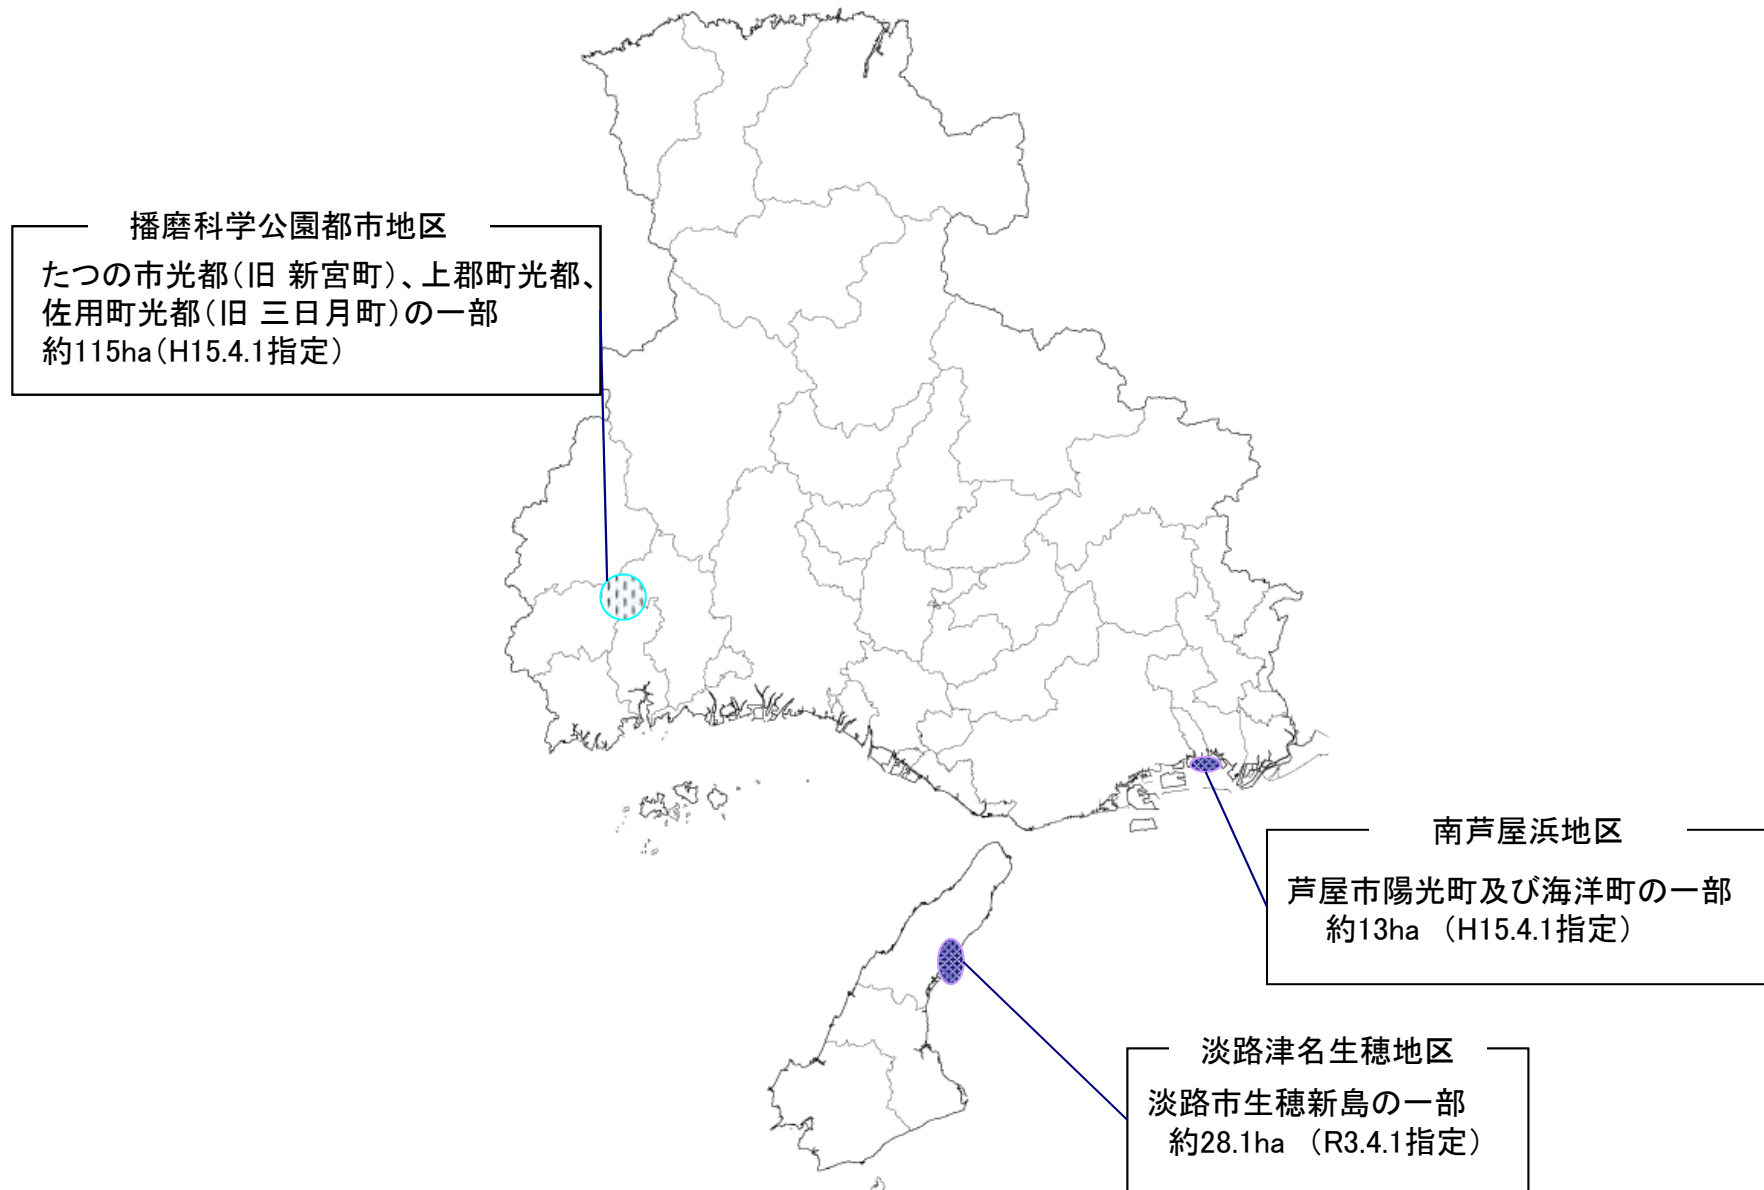 播磨科学公園都市地区
たつの市光都（旧 新宮町）、上郡町光都、
佐用町光都（旧 三日月町）の一部
約115ha（H15.4.1指定）
南芦屋浜地区
芦屋市陽光町及び海洋町の一部
約13ha （H15.4.1指定）
淡路津名生穂地区
淡路市生穂新島の一部
約28.1ha （R3.4.1指定）